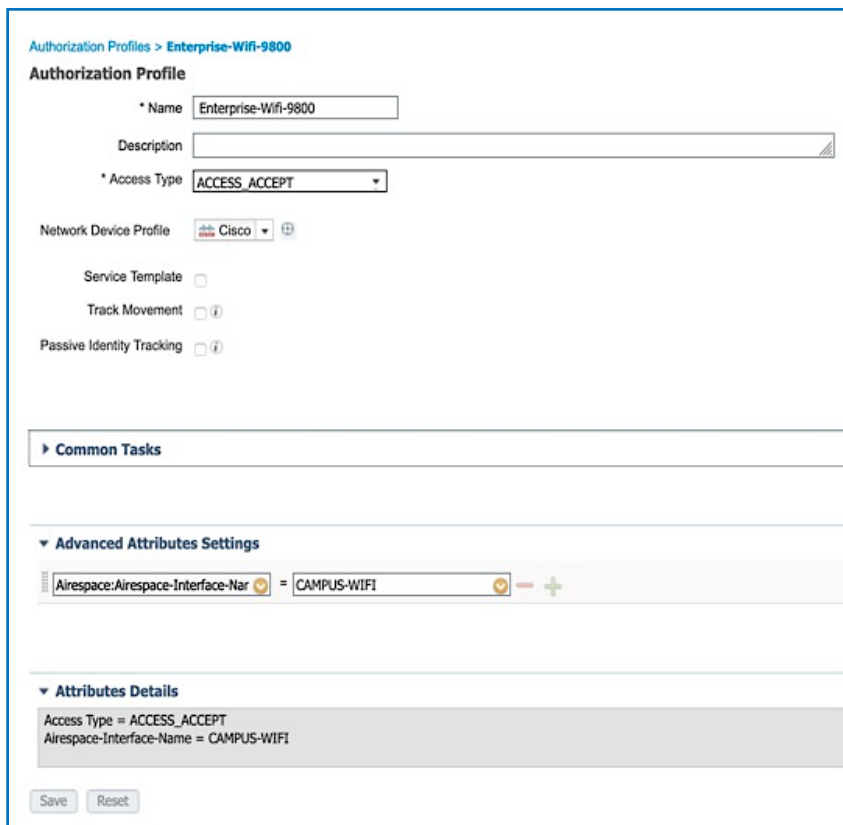 Authorization Profiles > Enterprise-Wifi-9800
Authorization Profile
* Name Enterprise-Wifi-9800
Description
* Access Type ACCESS_ACCEPT
Network Device Profile Cisco
Service Template
Track Movement i
Passive Identity Tracking i
Common Tasks
Advanced Attributes Settings
Airespace:Airespace-Interface-Nar = CAMPUS-WIFI
Attributes Details
Access Type = ACCESS_ACCEPT
Airespace-Interface-Name = CAMPUS-WIFI
Save Reset